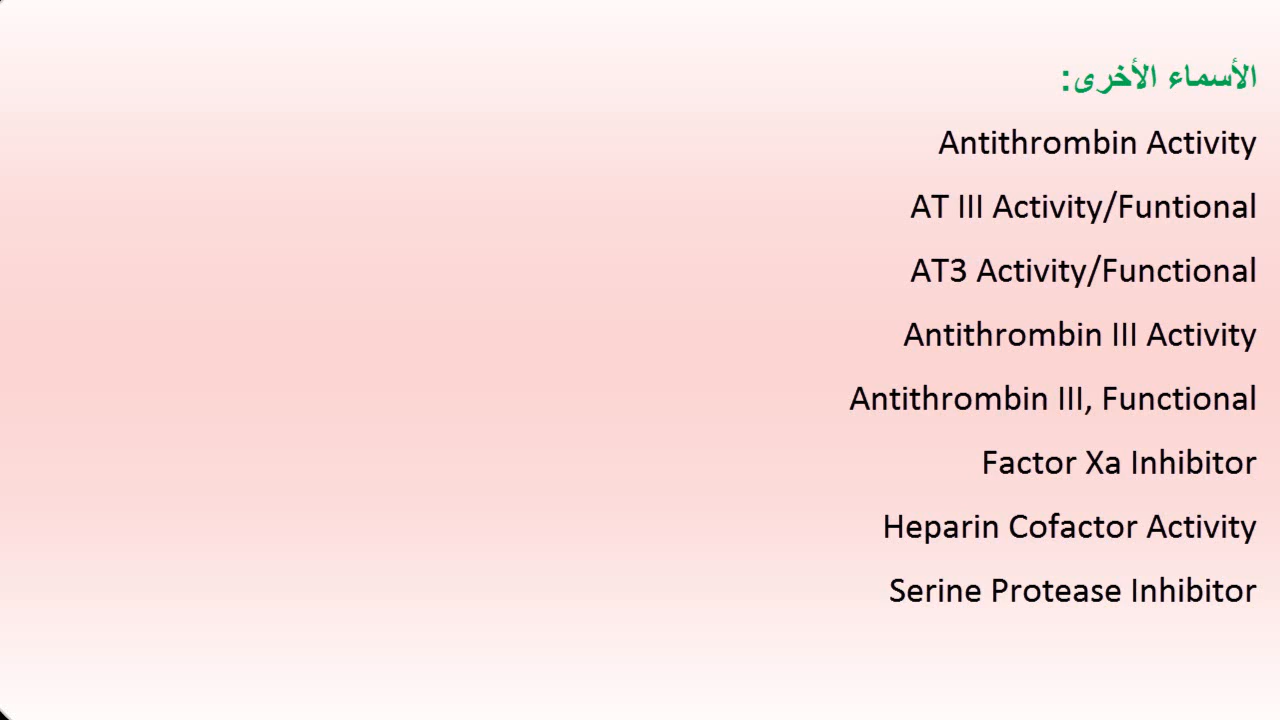 الأسماء الأخرى:
Antithrombin Activity
AT III Activity/Funtional
AT3 Activity/Functional
Antithrombin III Activity
Antithrombin III, Functional
Factor Xa Inhibitor
Heparin Cofactor Activity
Serine Protease Inhibitor